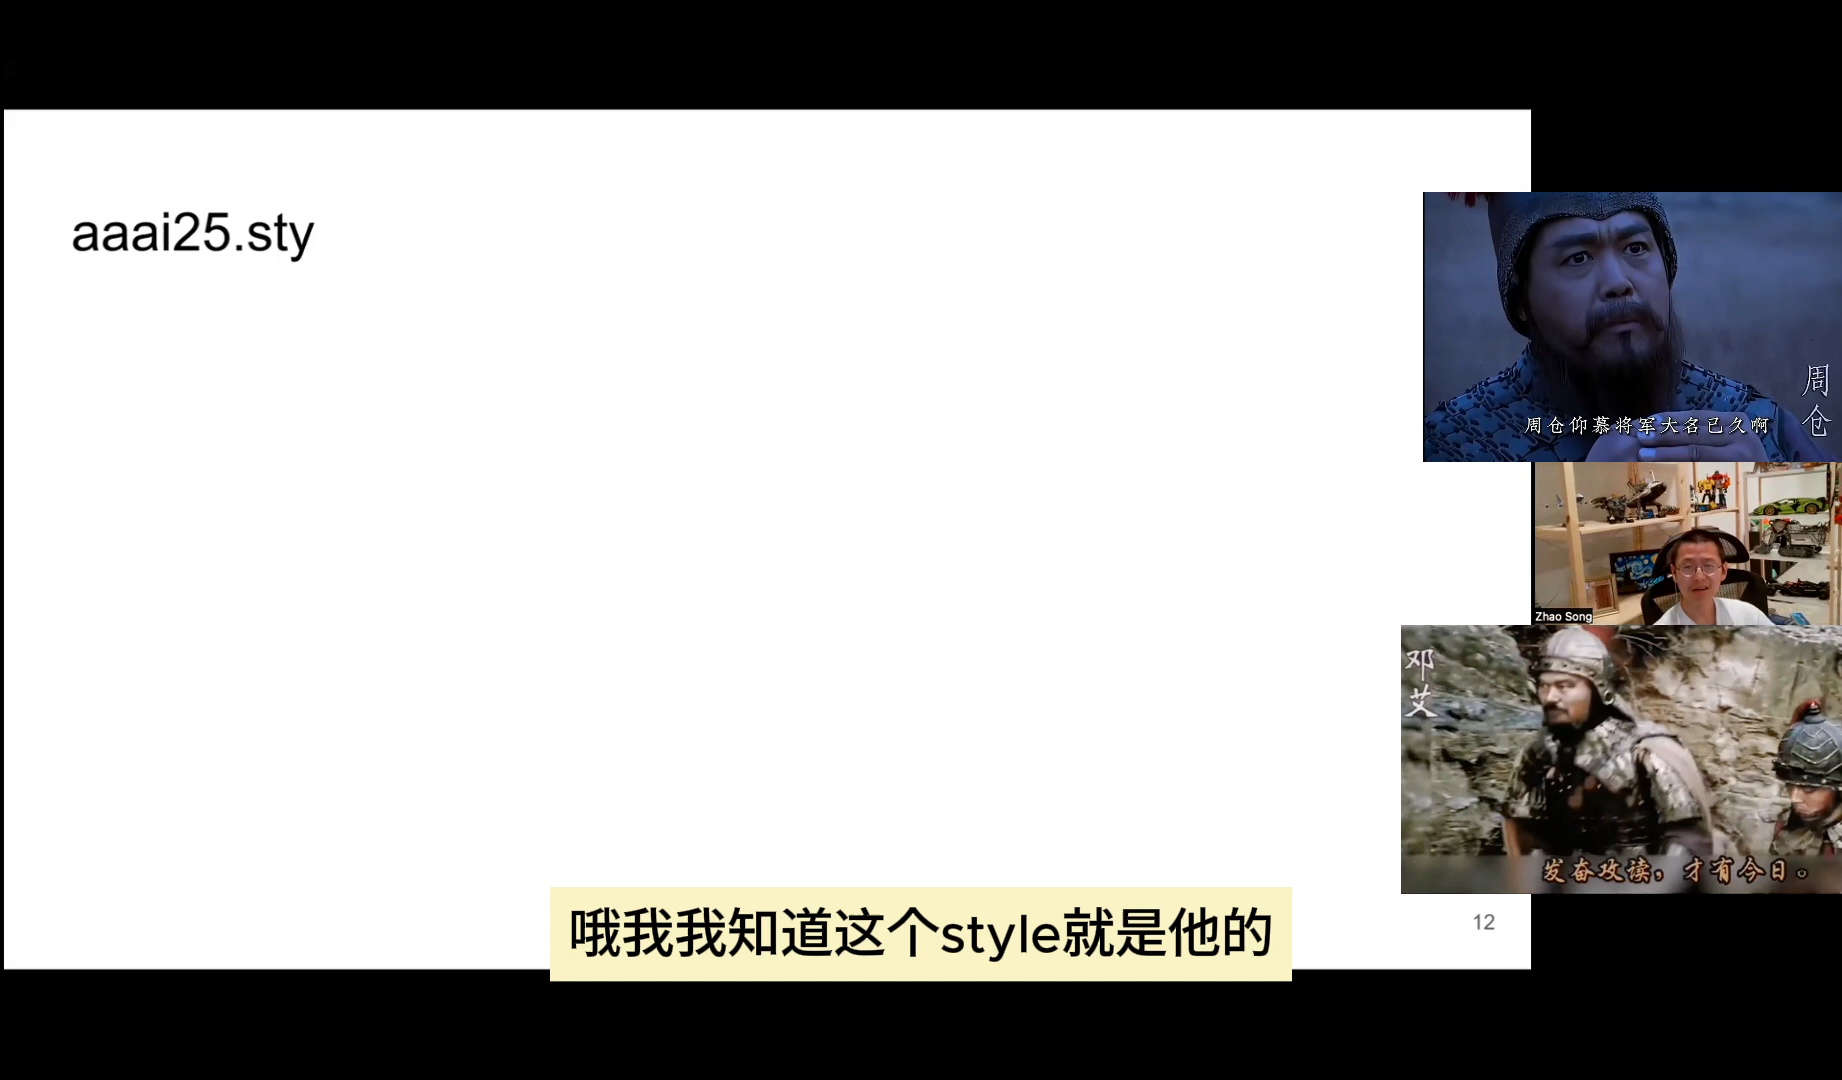 aaai25.sty
周仓
周仓仰慕将军大名已久啊
Zhao Song
邓艾
发奋攻读，才有今日。
12
哦我我知道这个style就是他的